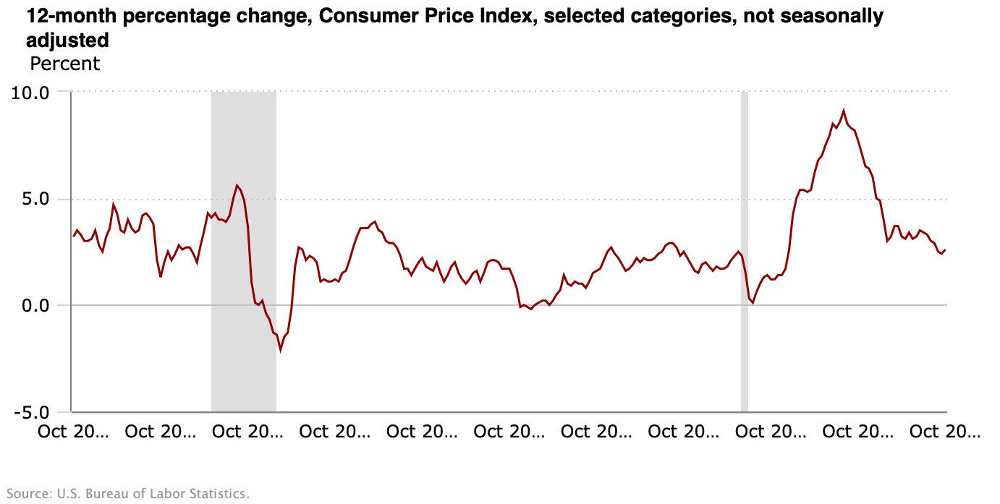 12-month percentage change, Consumer Price Index, selected categories, not seasonally
adjusted
Percent
10.0
5.0
0.0
-5.0
Oct 20... Oct 20... Oct 20... Oct 20... Oct 20... Oct 20... Oct 20... Oct 20... Oct 20... Oct 20... Oct 20...
Source: U.S. Bureau of Labor Statistics.